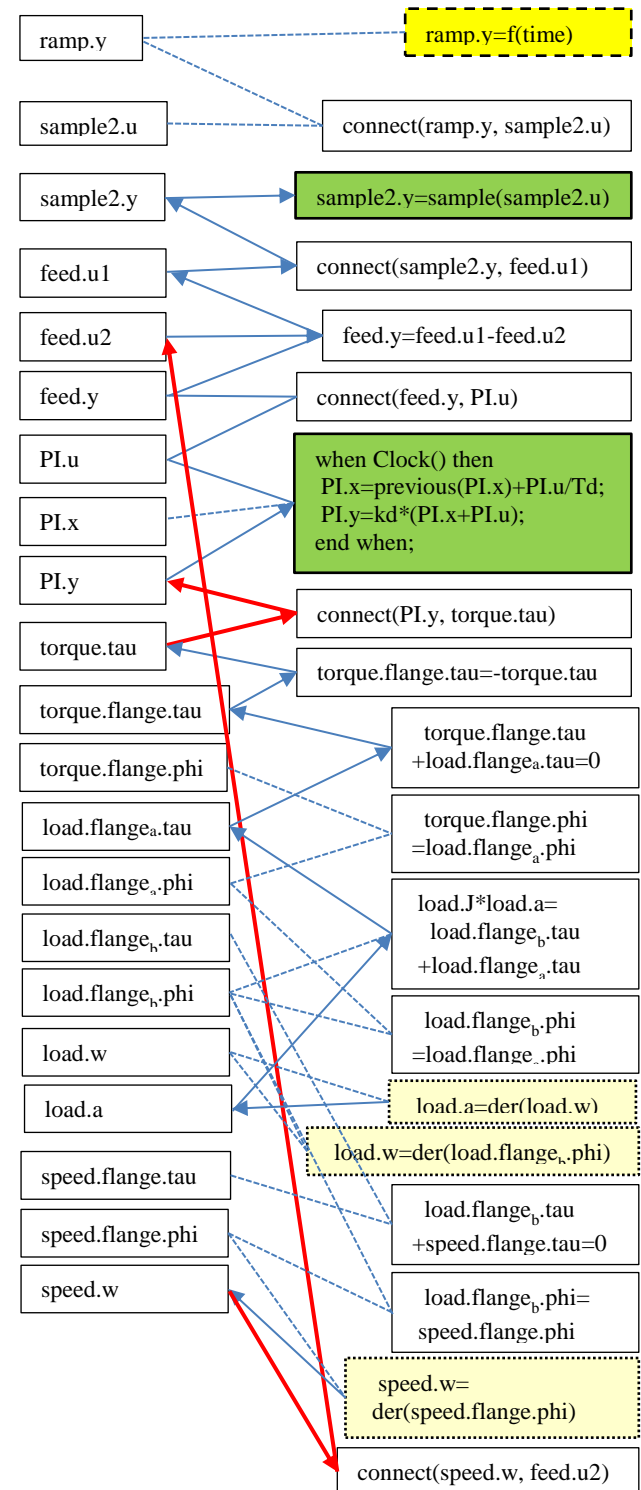 ramp.y
ramp.y=f(time)
sample2.u
connect(ramp.y, sample2.u)
sample2.y
sample2.y=sample(sample2.u)
feed.u1
connect(sample2.y, feed.u1)
feed.u2
feed.y=feed.u1-feed.u2
feed.y
connect(feed.y, PI.u)
PI.u
when Clock() then
PI.x=previous(PI.x)+PI.u/Td;
PI.y=kd*(PI.x+PI.u);
end when;
PI.x
PI.y
connect(PI.y, torque.tau)
torque.tau
torque.flange.tau=-torque.tau
torque.flange.tau
torque.flange.tau
+load.flangea.tau=0
torque.flange.phi
load.flangea.tau
torque.flange.phi
=load.flangea.phi
load.flangea.phi
load.J*load.a=
load.flangeb.tau
+load.flangea.tau
load.flangeb.tau
load.flangeb.phi
load.flangeb.phi
=load.flangea.phi
load.w
load.a
load.a=der(load.w)
load.w=der(load.flangeb.phi)
speed.flange.tau
load.flangeb.tau
+speed.flange.tau=0
speed.flange.phi
speed.w
load.flangeb.phi=
speed.flange.phi
speed.w=
der(speed.flange.phi)
connect(speed.w, feed.u2)